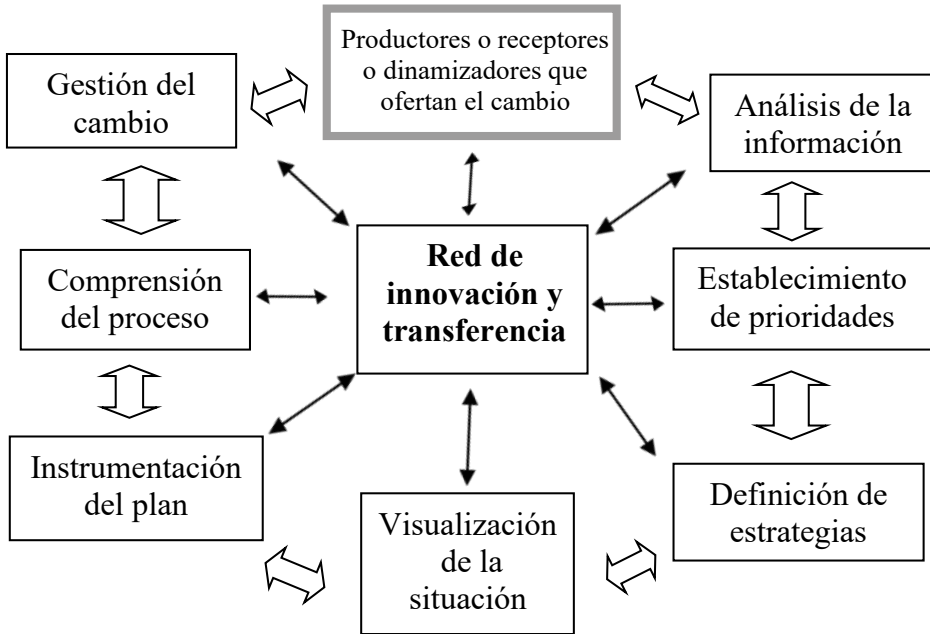 Productores o receptores
o dinamizadores que
ofertan el cambio
Gestión del
cambio
Análisis de la
información
Red de
innovación y
transferencia
Comprensión
del proceso
Establecimiento
de prioridades
Instrumentación
del plan
Visualización
de la
situación
Definición de
estrategias